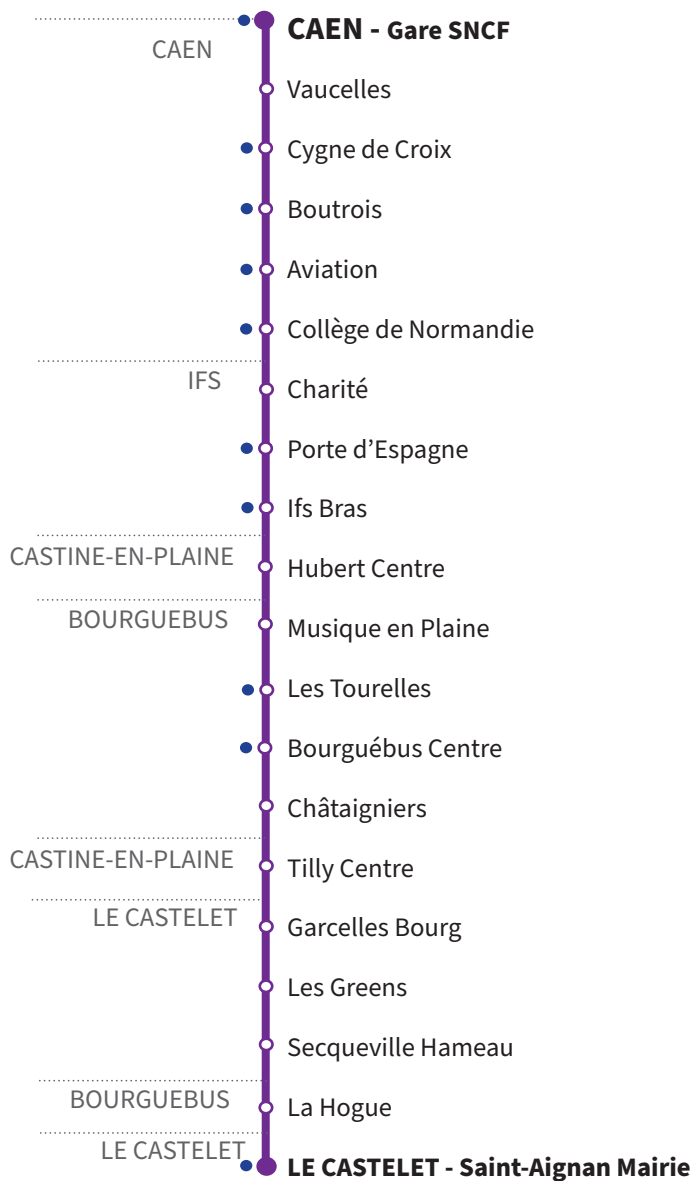 CAEN - Gare SNCF
CAEN
Vaucelles
Cygne de Croix
Boutrois
Aviation
Collège de Normandie
IFS
Charité
Porte d’Espagne
Ifs Bras
CASTINE-EN-PLAINE
Hubert Centre
BOURGUEBUS
Musique en Plaine
Les Tourelles
Bourguébus Centre
Châtaigniers
CASTINE-EN-PLAINE
Tilly Centre
LE CASTELET
Garcelles Bourg
Les Greens
Secqueville Hameau
BOURGUEBUS
La Hogue
LE CASTELET
LE CASTELET - Saint-Aignan Mairie